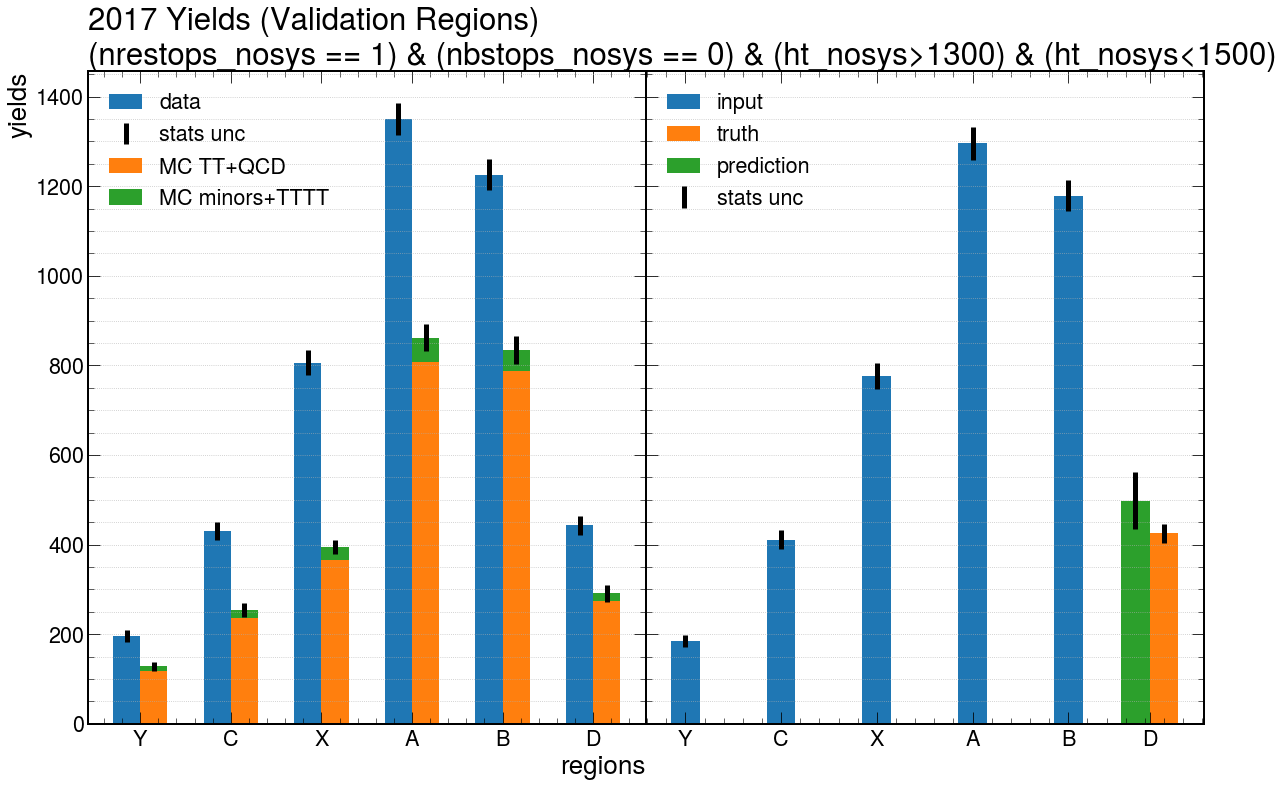 2017 Yields (Validation Regions)
(nrestops_nosys == 1) & (nbstops_nosys == 0) & (ht_nosys>1300) & (ht_nosys<1500)
yields
1400
1200
1000
800
600
400
200
0
data
stats unc
MC TT+QCD
MC minors+TTTT
input
truth
prediction
stats unc
Y C X A B D
Y C X A B D
regions